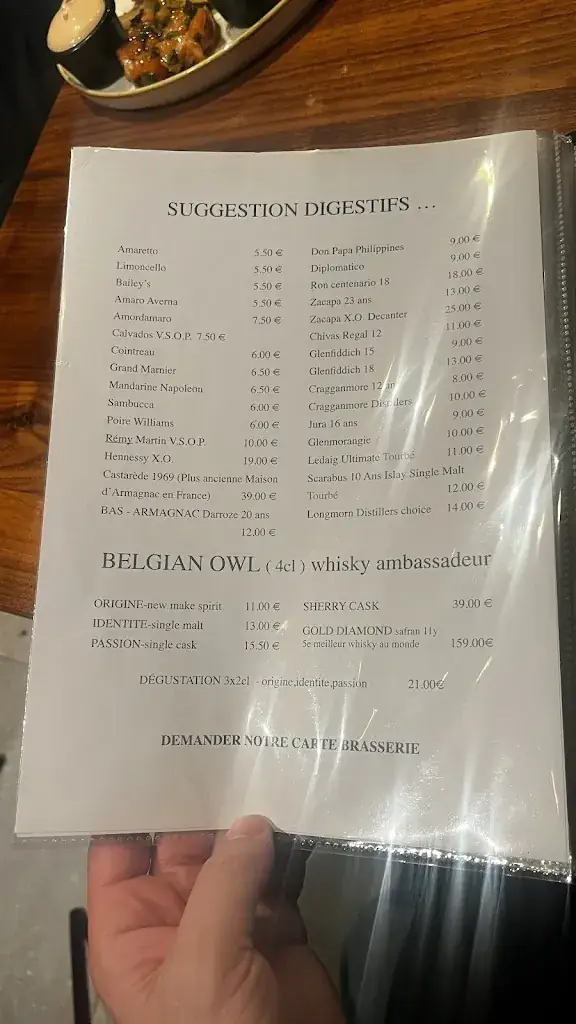 SUGGESTION DIGESTIFS ...
Amaretto 5.50 €
Limoncello 5.50 €
Bailey's 5.50 €
Amaro Averna 5.50 €
Amordamaro 7.50 €
Calvados V.S.O.P. 7.50 €
Cointreau 6.00 €
Grand Marnier 6.50 €
Mandarine Napoleon 6.50 €
Sambucca 6.00 €
Poire Williams 6.00 €
Rémy Martin V.S.O.P. 10.00 €
Hennessy X.O. 19.00 €
Castarède 1969 (Plus ancienne Maison
d'Armagnac en France) 39.00 €
BAS - ARMAGNAC Darroze 20 ans
12.00 €
Don Papa Philippines 9.00 €
Diplomatico 9.00 €
Ron centenario 18 18.00 €
Zacapa 23 ans 13.00 €
Zacapa X.O. Decanter 25.00 €
Chivas Regal 12 11.00 €
Glenfiddich 15 9.00 €
Glenfiddich 18 13.00 €
Cragganmore 12 an 8.00 €
Cragganmore Distillers 10.00 €
Jura 16 ans 9.00 €
Glenmorangie 10.00 €
Ledaig Ultimate Tourbé 11.00 €
Scarabus 10 Ans Islay Single Malt
Tourbé 12.00 €
Longmorn Distillers choice 14.00 €
BELGIAN OWL ( 4cl ) whisky ambassadeur
ORIGINE-new make spirit 11.00 €
IDENTITE-single malt 13.00 €
PASSION-single cask 15.50 €
SHERRY CASK 39.00 €
GOLD DIAMOND safran 11y
5e meilleur whisky au monde 159.00€
DÉGUSTATION 3x2cl - origine,identite,passion 21.00€
DEMANDER NOTRE CARTE BRASSERIE